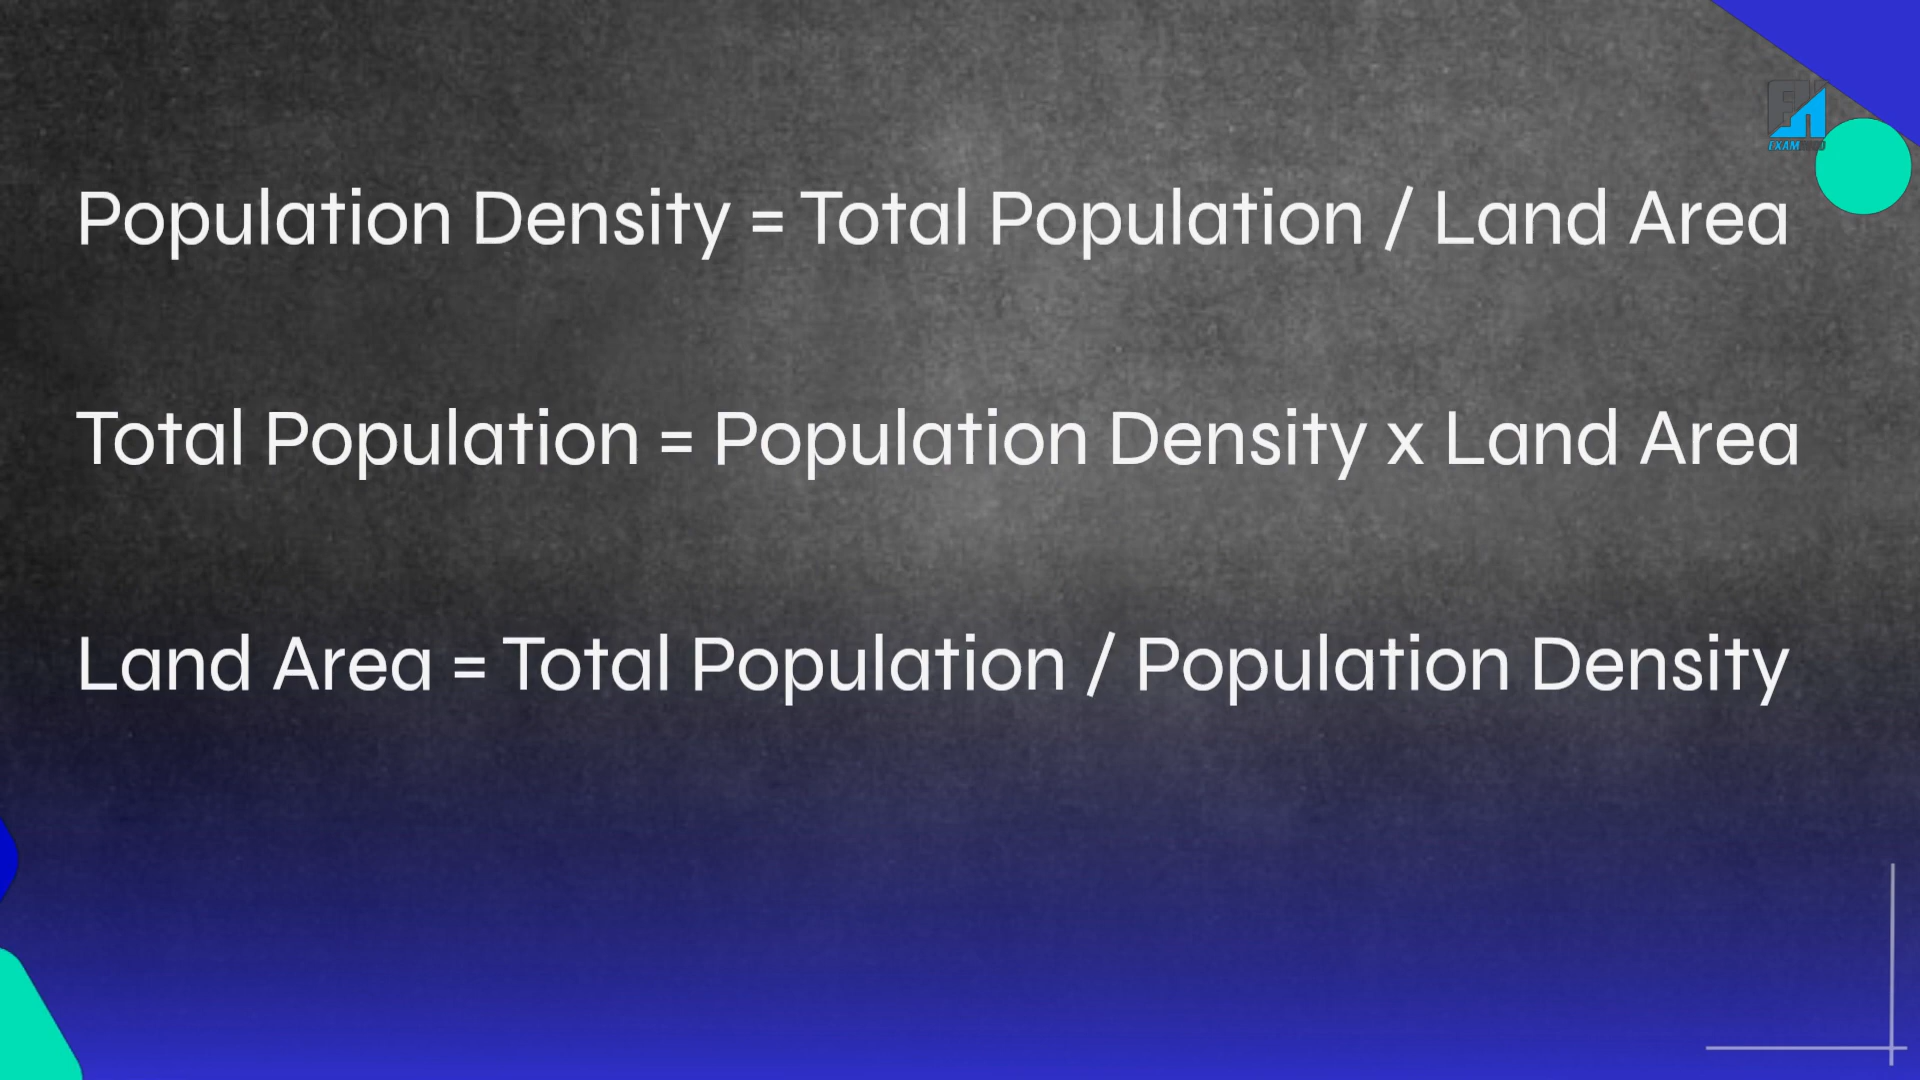 Population Density = Total Population / Land Area
Total Population = Population Density x Land Area
Land Area = Total Population / Population Density